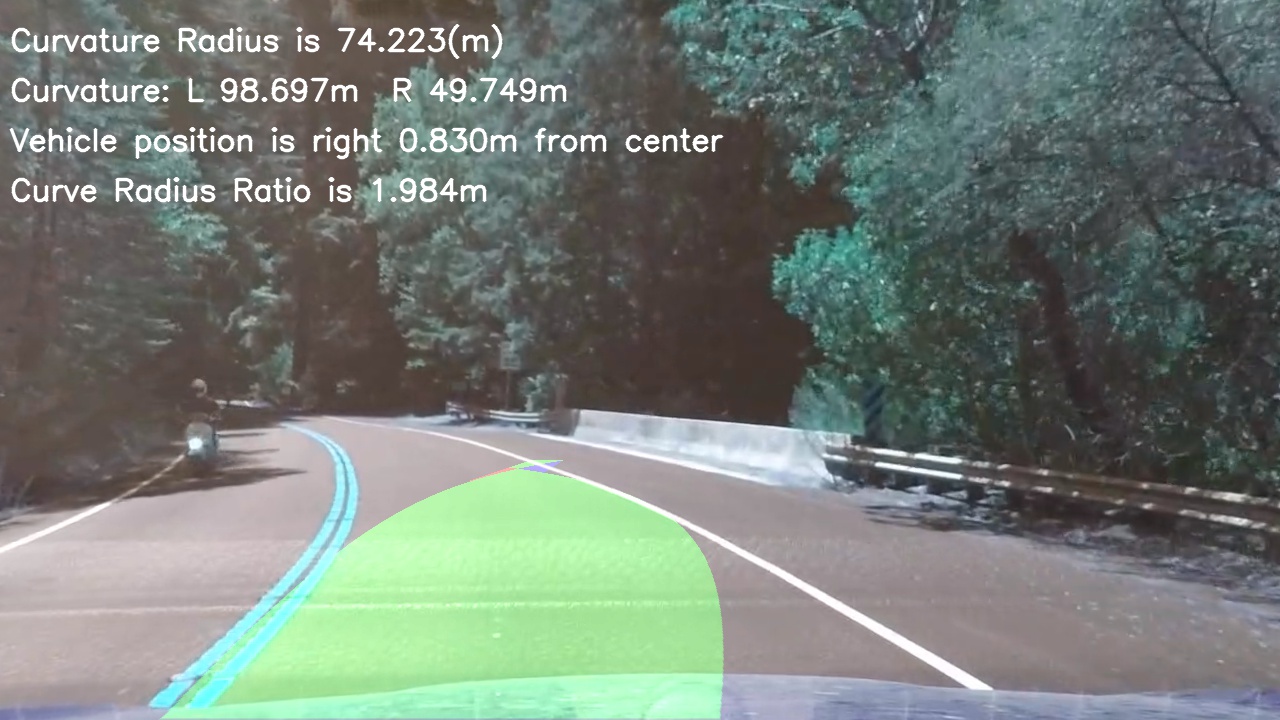 Curvature Radius is 74.223(m)
Curvature: L 98.697m R 49.749m
Vehicle position is right 0.830m from center
Curve Radius Ratio is 1.984m